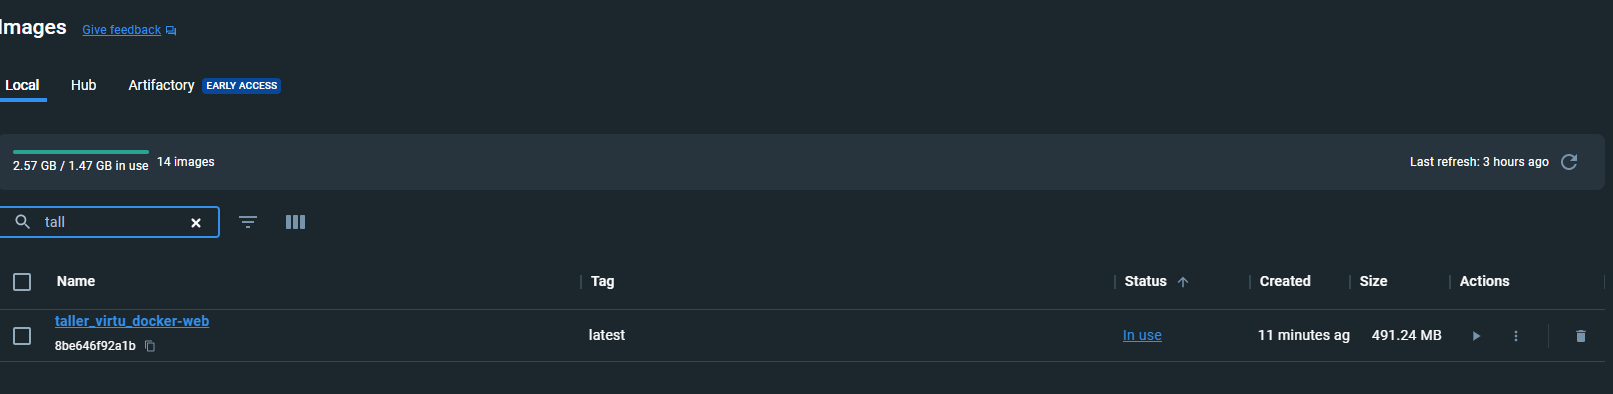 Images Give feedback
Local Hub Artifactory EARLY ACCESS
2.57 GB / 1.47 GB in use 14 images Last refresh: 3 hours ago
tall
Name Tag Status Created Size Actions
taller_virtu_docker-web
8be646f92a1b
latest In use 11 minutes ag 491.24 MB